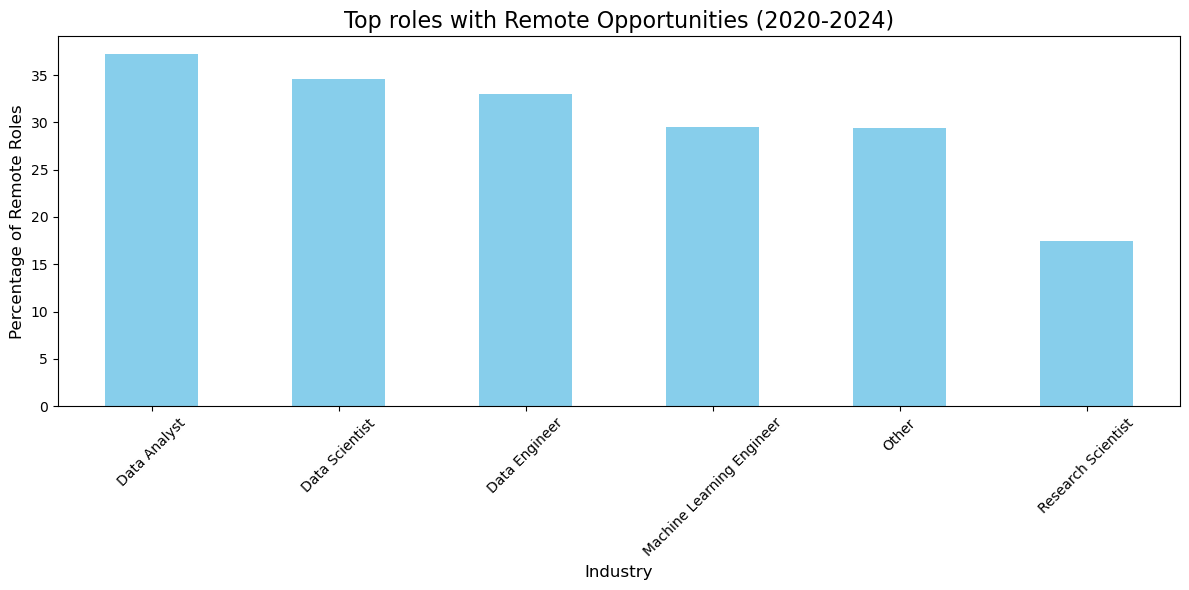 Top roles with Remote Opportunities (2020-2024)
Percentage of Remote Roles
35
30
25
20
15
10
5
0
Data Analyst
Data Scientist
Data Engineer
Machine Learning Engineer
Other
Research Scientist
Industry